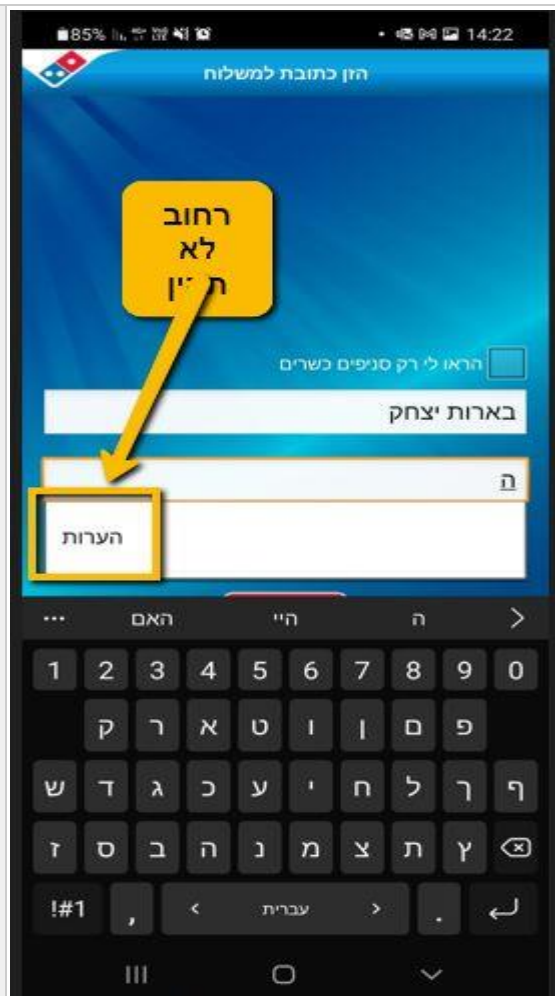 85% 14:22
הזן כתובת למשלוח
רחוב
לא
הראו לי רק סניפים כשרים
בארות יצחק
ה
הערות
ה היי האם ...
1 2 3 4 5 6 7 8 9 0
פ ם ן ו ט א ר ק
ף ך ל ח י ע כ ג ד ש
ץ ת צ מ נ ה ב ס ז
!#1 , עברית .